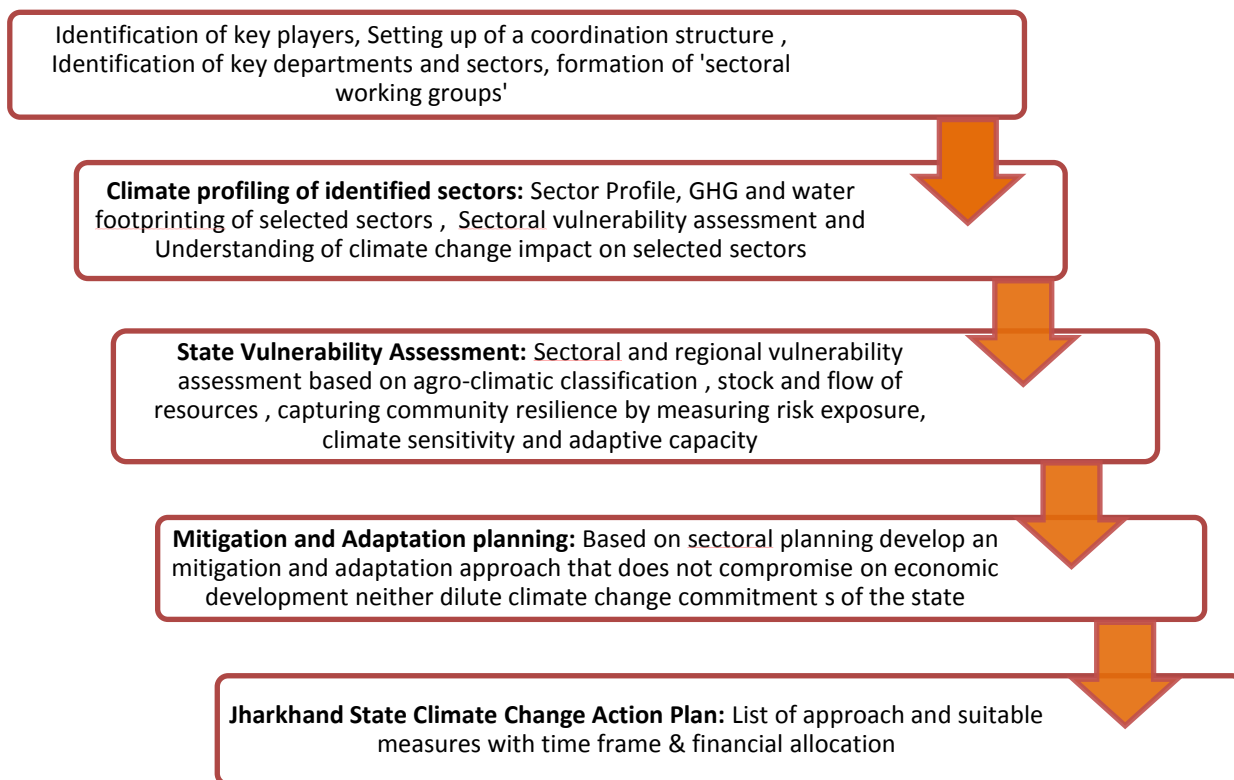 Identification of key players, Setting up of a coordination structure ,
Identification of key departments and sectors, formation of 'sectoral
working groups'
Climate profiling of identified sectors: Sector Profile, GHG and water
footprinting of selected sectors , Sectoral vulnerability assessment and
Understanding of climate change impact on selected sectors
State Vulnerability Assessment: Sectoral and regional vulnerability
assessment based on agro-climatic classification , stock and flow of
resources , capturing community resilience by measuring risk exposure,
climate sensitivity and adaptive capacity
Mitigation and Adaptation planning: Based on sectoral planning develop an
mitigation and adaptation approach that does not compromise on economic
development neither dilute climate change commitment s of the state
Jharkhand State Climate Change Action Plan: List of approach and suitable
measures with time frame & financial allocation